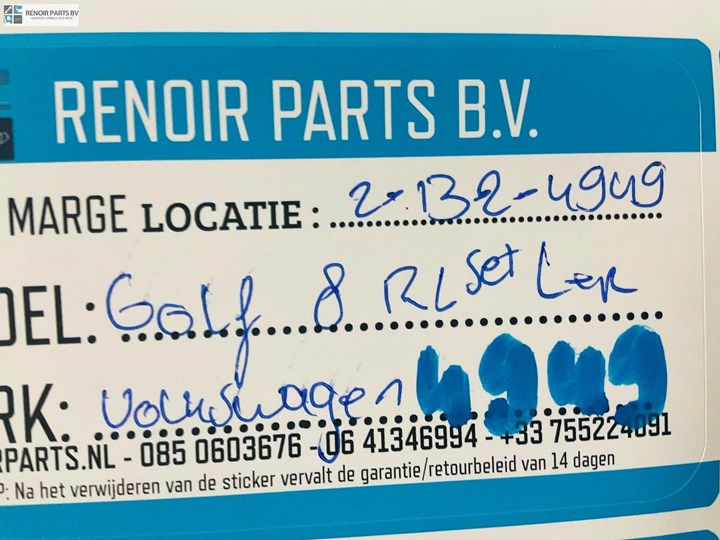 RENOIR PARTS BV
RENOIR PARTS B.V.
MARGE LOCATIE : 2-B2-4949
DEL: Golf 8 RL set L+R
RK: Volkswagen 4949
RPARTS.NL - 085 0603676 - 06 41346994 - +33 755224091
P: Na het verwijderen van de sticker vervalt de garantie/retourbeleid van 14 dagen